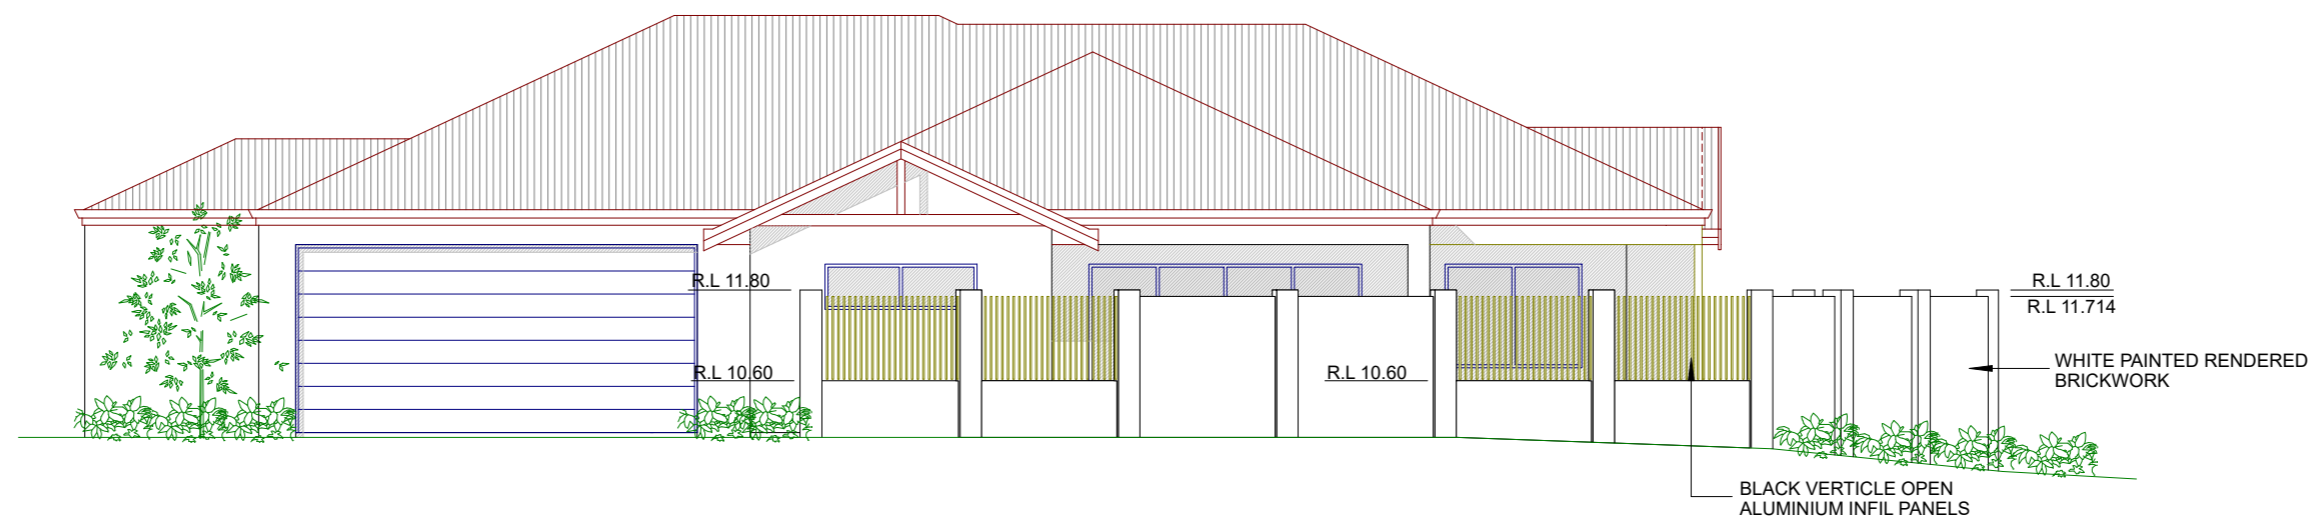 R.L 11.80
R.L 11.80
R.L 11.714
R.L 10.60
R.L 10.60
WHITE PAINTED RENDERED
BRICKWORK
BLACK VERTICLE OPEN
ALUMINIUM INFIL PANELS